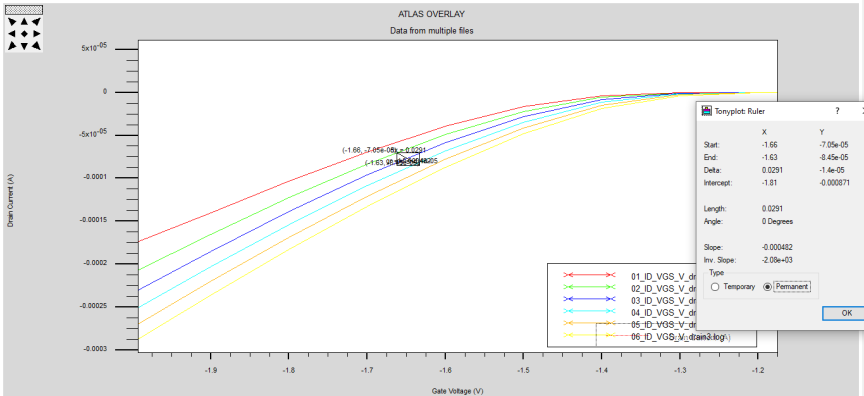 ATLAS OVERLAY
Data from multiple files
5x10^-05
0
-5x10^-05
-0.0001
-0.00015
-0.0002
-0.00025
-0.0003
Drain Current (A)
-1.9
-1.8
-1.7
-1.6
-1.5
-1.4
-1.3
-1.2
Gate Voltage (V)
(-1.66, -7.05e-05)
= 0.0291
(-1.63,
01_ID_VGS_V_dr
02_ID_VGS_V_dr
03_ID_VGS_V_dr
04_ID_VGS_V_dr
05_ID_VGS_V_dr
06_ID_VGS_V_drain3.log
Tonyplot: Ruler
?
X Y
Start: -1.66 -7.05e-05
End: -1.63 -8.45e-05
Delta: 0.0291 -1.4e-05
Intercept: -1.81 -0.000871
Length: 0.0291
Angle: 0 Degrees
Slope: -0.000482
Inv. Slope: -2.08e+03
Type
Temporary Permanent
OK